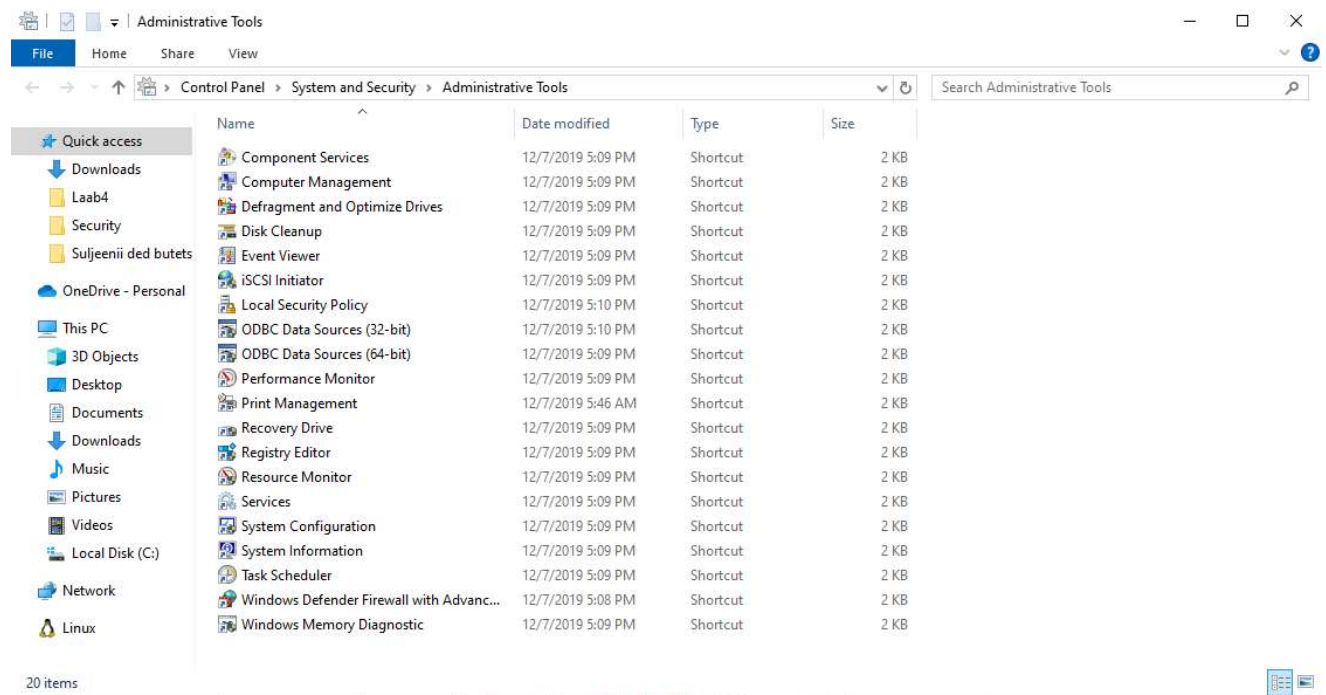 Administrative Tools
File Home Share View
Control Panel > System and Security > Administrative Tools
Search Administrative Tools
Quick access
Downloads
Laab4
Security
Suljeenii ded butets
OneDrive - Personal
This PC
3D Objects
Desktop
Documents
Downloads
Music
Pictures
Videos
Local Disk (C:)
Network
Linux
Name Date modified Type Size
Component Services 12/7/2019 5:09 PM Shortcut 2 KB
Computer Management 12/7/2019 5:09 PM Shortcut 2 KB
Defragment and Optimize Drives 12/7/2019 5:09 PM Shortcut 2 KB
Disk Cleanup 12/7/2019 5:09 PM Shortcut 2 KB
Event Viewer 12/7/2019 5:09 PM Shortcut 2 KB
iSCSI Initiator 12/7/2019 5:09 PM Shortcut 2 KB
Local Security Policy 12/7/2019 5:10 PM Shortcut 2 KB
ODBC Data Sources (32-bit) 12/7/2019 5:10 PM Shortcut 2 KB
ODBC Data Sources (64-bit) 12/7/2019 5:09 PM Shortcut 2 KB
Performance Monitor 12/7/2019 5:09 PM Shortcut 2 KB
Print Management 12/7/2019 5:46 AM Shortcut 2 KB
Recovery Drive 12/7/2019 5:09 PM Shortcut 2 KB
Registry Editor 12/7/2019 5:09 PM Shortcut 2 KB
Resource Monitor 12/7/2019 5:09 PM Shortcut 2 KB
Services 12/7/2019 5:09 PM Shortcut 2 KB
System Configuration 12/7/2019 5:09 PM Shortcut 2 KB
System Information 12/7/2019 5:09 PM Shortcut 2 KB
Task Scheduler 12/7/2019 5:09 PM Shortcut 2 KB
Windows Defender Firewall with Advanc... 12/7/2019 5:08 PM Shortcut 2 KB
Windows Memory Diagnostic 12/7/2019 5:09 PM Shortcut 2 KB
20 items